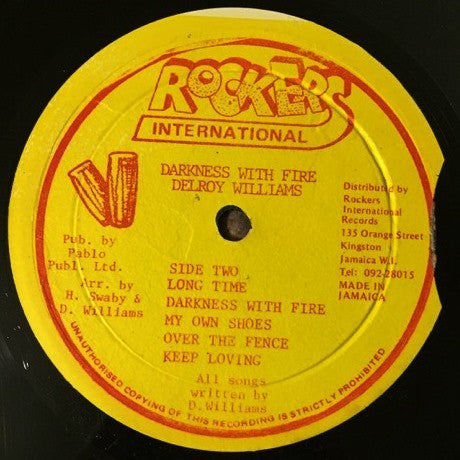 ROCKERS
INTERNATIONAL
DARKNESS WITH FIRE
DELROY WILLIAMS
Distributed by
Rockers
International
Records
135 Orange Street
Kingston
Jamaica W.I.
Tel: 092-28015
MADE IN
JAMAICA
Pub. by
Pablo
Publ. Ltd.
Arr. by
H. Swaby &
D. Williams
SIDE TWO
LONG TIME
DARKNESS WITH FIRE
MY OWN SHOES
OVER THE FENCE
KEEP LOVING
All songs
written by
D.Williams
UNAUTHORISED COPYING OF THIS RECORDING IS STRICTLY PROHIBITED